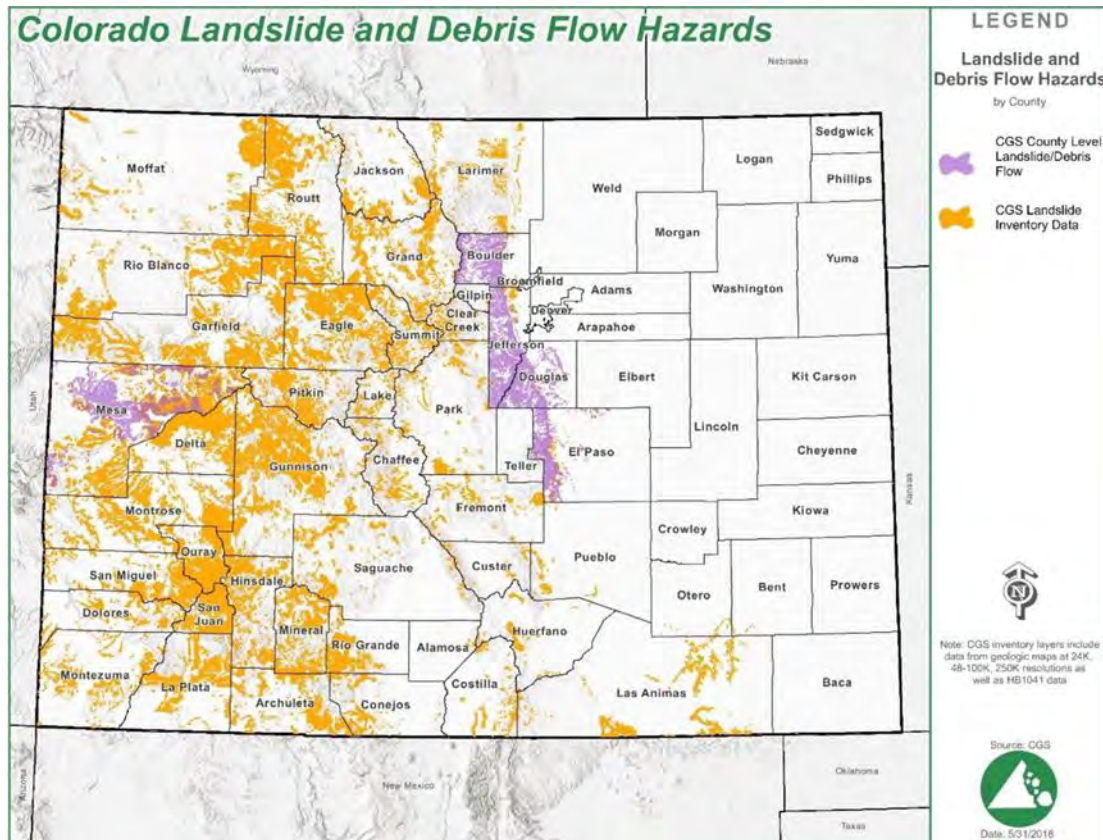 Colorado Landslide and Debris Flow Hazards
Wyoming
Nebraska
Sedgwick
Logan
Phillips
Moffat
Jackson
Larimer
Weld
Routt
Morgan
Boulder
Grand
Yuma
Rio Blanco
Washington
Broomfield
Adams
Gilpin
Denver
Clear
Creek
Arapahoe
Garfield
Eagle
Summit
Jefferson
Douglas
Elbert
Kit Carson
Utah
Mesa
Pitkin
Lake
Park
Lincoln
Delta
Cheyenne
Gunnison
Chaffee
Teller
El Paso
Kansas
Montrose
Fremont
Kiowa
Crowley
Ouray
Saguache
Pueblo
San Miguel
Hinsdale
Custer
Otero
Bent
Prowers
Dolores
San
Juan
Mineral
Rio Grande
Alamosa
Huerfano
Montezuma
La Plata
Costilla
Las Animas
Baca
Archuleta
Conejos
Arizona
New Mexico
Oklahoma
Texas
LEGEND
Landslide and
Debris Flow Hazards
by County
CGS County Level
Landslide/Debris
Flow
CGS Landslide
Inventory Data
N
Note: CGS inventory layers include
data from geologic maps at 24K,
48-100K, 250K resolutions as
well as HB1041 data
Source: CGS
Date: 5/31/2018